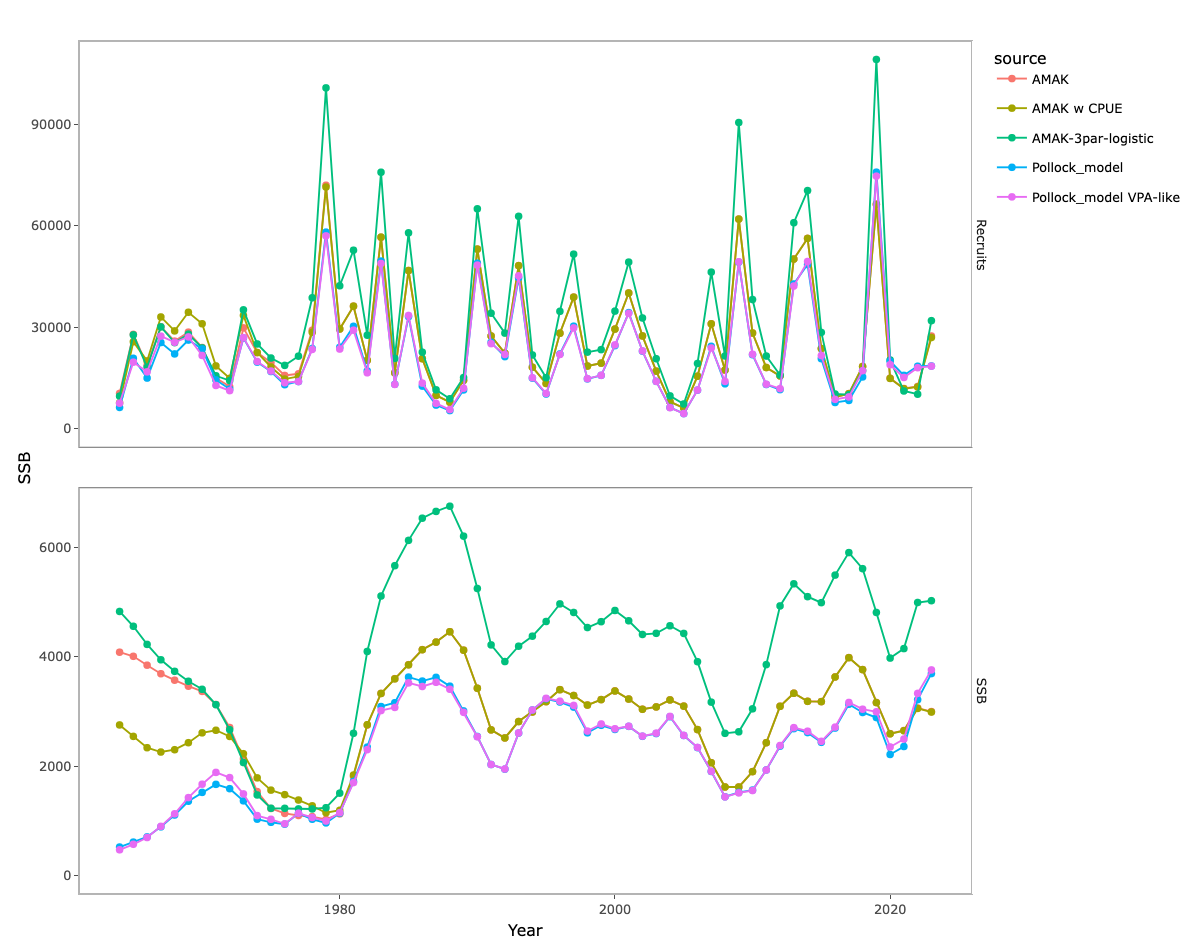 source
AMAK
AMAK w CPUE
AMAK-3par-logistic
Pollock_model
Pollock_model VPA-like
90000
60000
30000
0
Recruits
SSB
6000
4000
2000
0
SSB
1980
2000
2020
Year